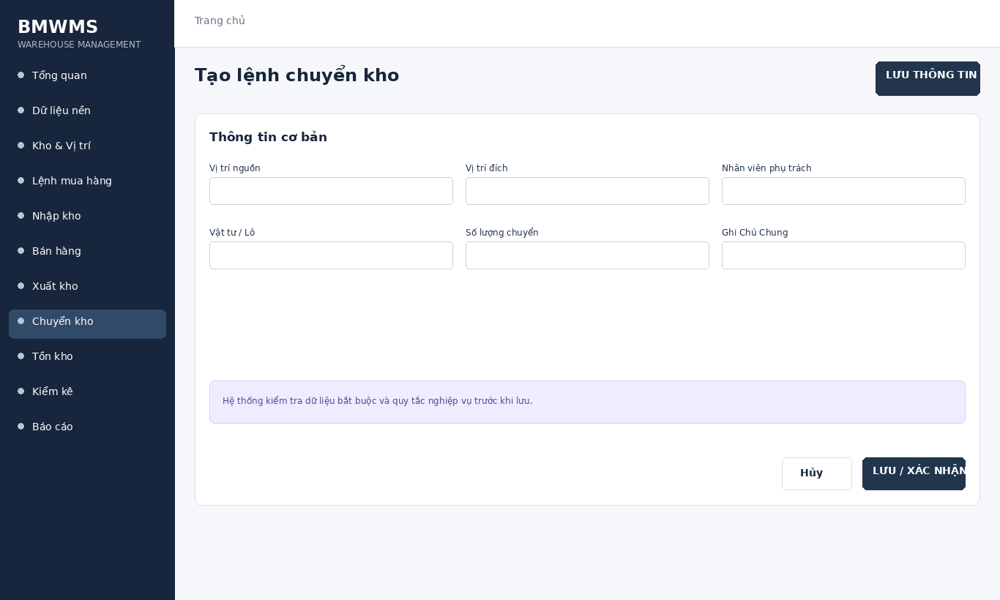 BMWMS
WAREHOUSE MANAGEMENT
Tổng quan
Dữ liệu nền
Kho & Vị trí
Lệnh mua hàng
Nhập kho
Bán hàng
Xuất kho
Chuyển kho
Tồn kho
Kiểm kê
Báo cáo
Trang chủ
Tạo lệnh chuyển kho
LƯU THÔNG TIN
Thông tin cơ bản
Vị trí nguồn
Vị trí đích
Nhân viên phụ trách
Vật tư / Lô
Số lượng chuyển
Ghi Chú Chung
Hệ thống kiểm tra dữ liệu bắt buộc và quy tắc nghiệp vụ trước khi lưu.
Hủy
LƯU / XÁC NHẬN